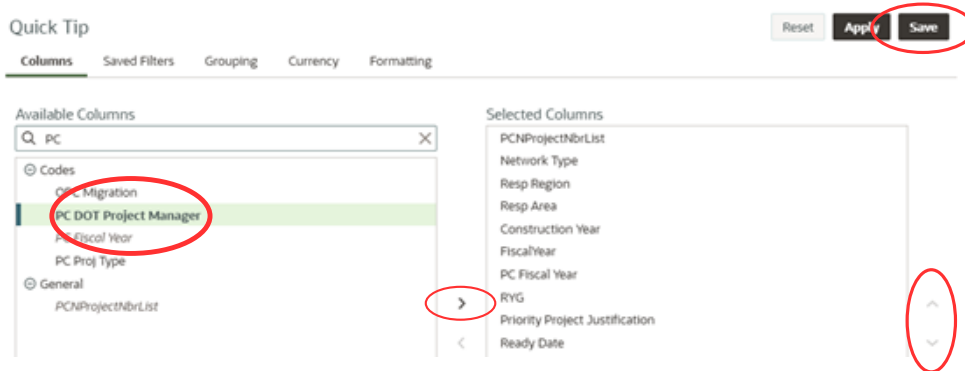 Quick Tip
Reset Apply Save
Columns Saved Filters Grouping Currency Formatting
Available Columns
PC
Codes
OPC Migration
PC DOT Project Manager
PC Fiscal Year
PC Proj Type
General
PCNProjectNbrList
Selected Columns
PCNProjectNbrList
Network Type
Resp Region
Resp Area
Construction Year
FiscalYear
PC Fiscal Year
RYG
Priority Project Justification
Ready Date